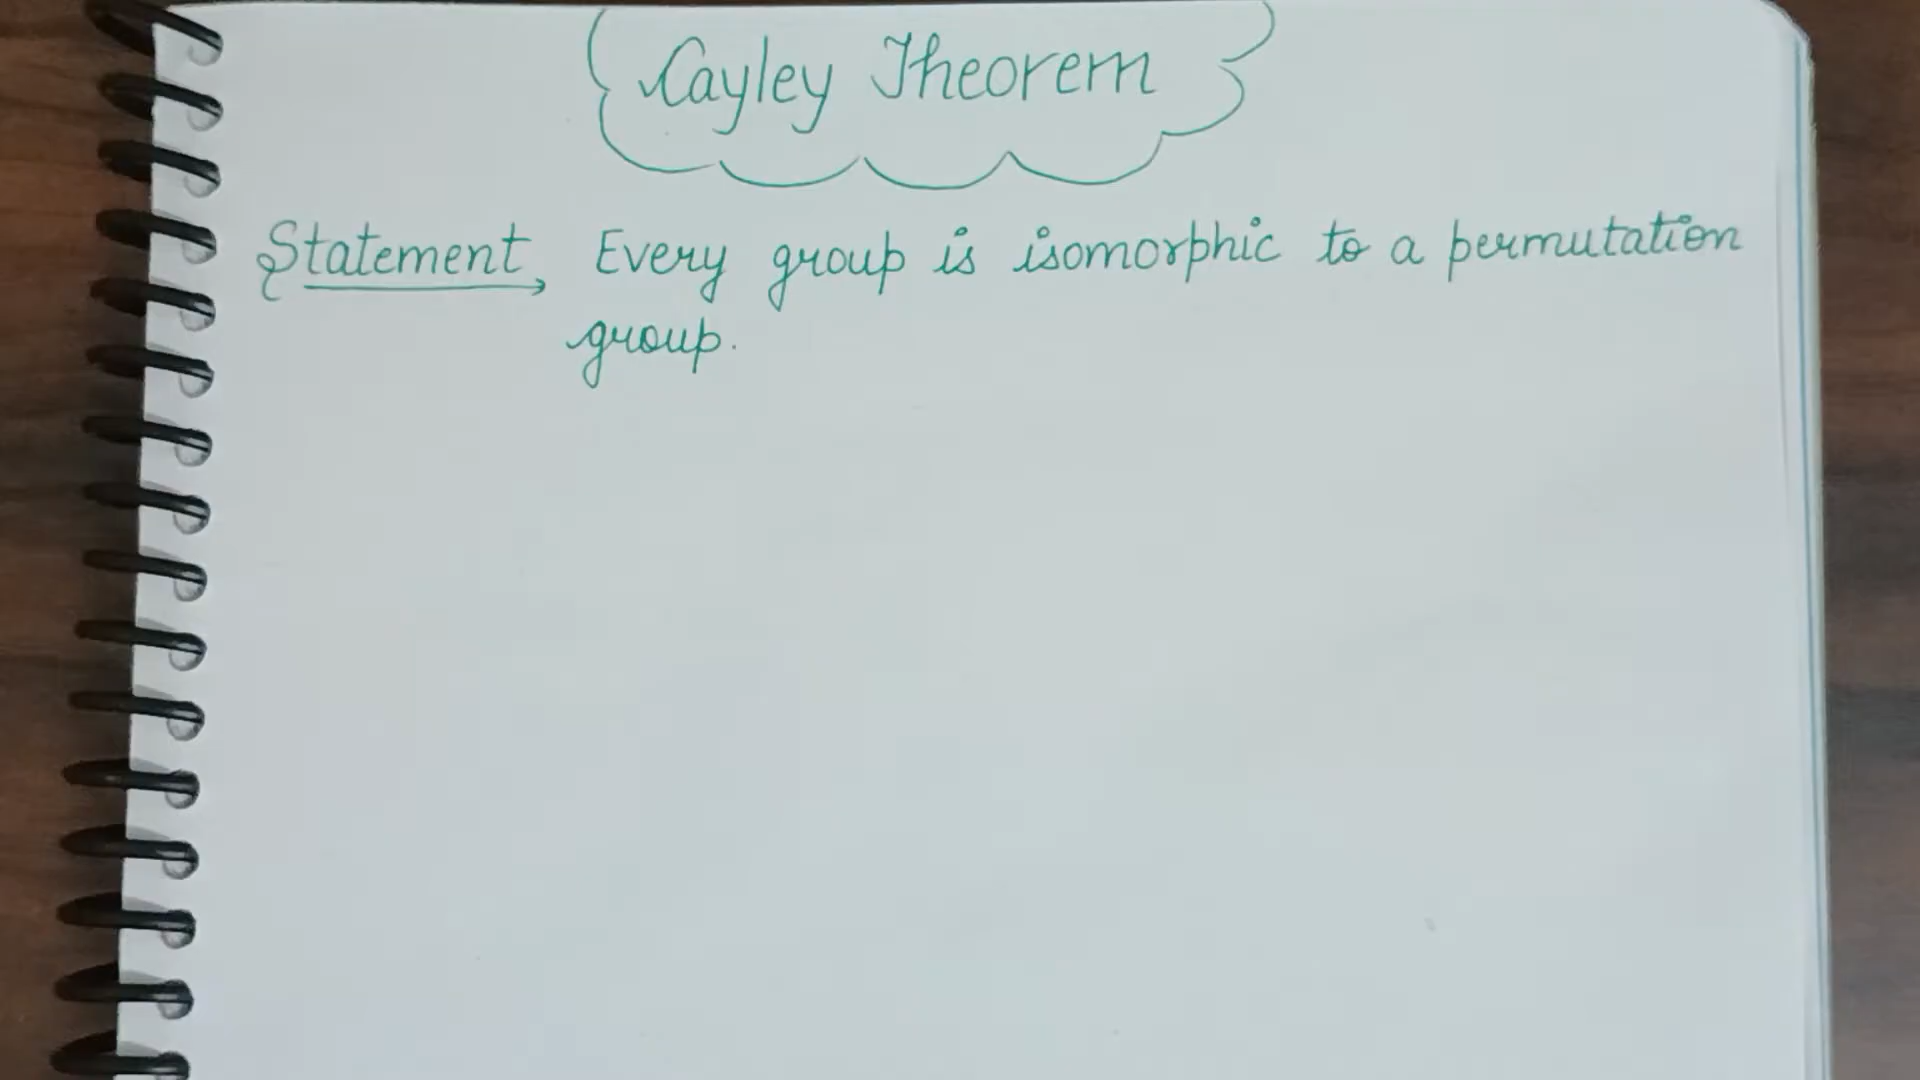 Cayley Theorem
Statement, Every group is isomorphic to a permutation
group.